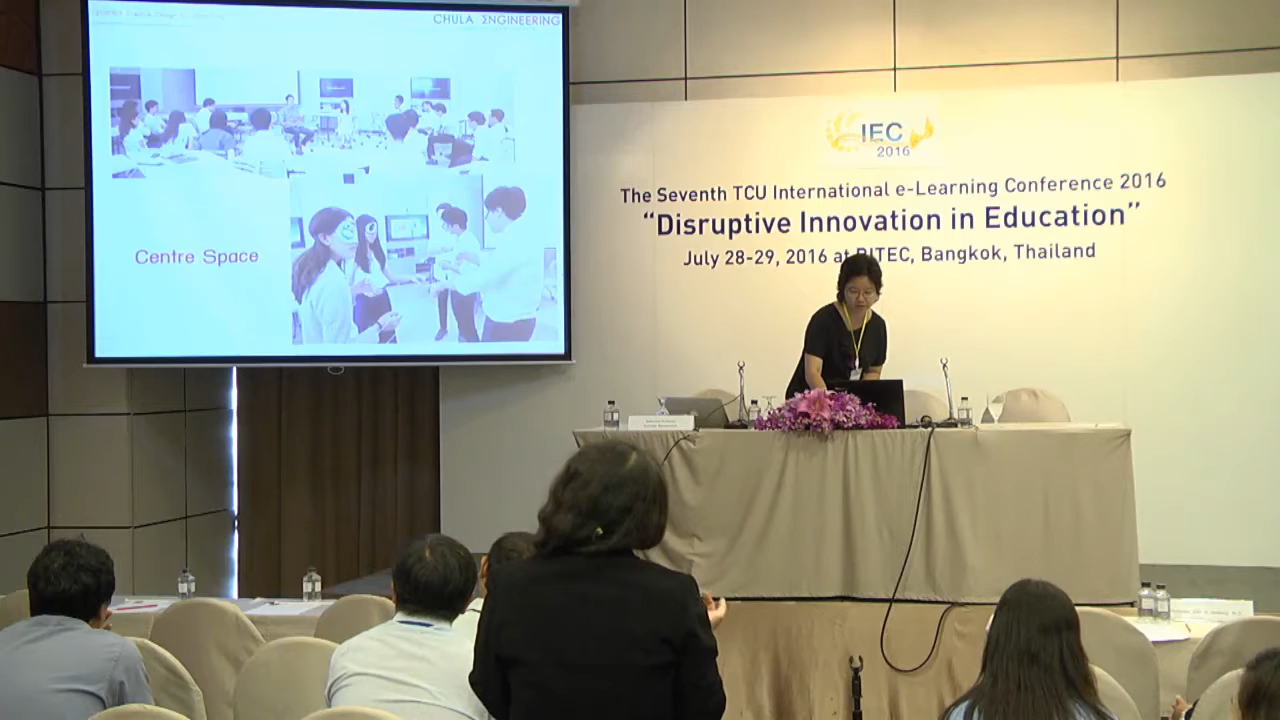 CHULA ΣNGINEERING
Centre Space
IEC
2016
The Seventh TCU International e-Learning Conference 2016
“Disruptive Innovation in Education”
July 28-29, 2016 at BITEC, Bangkok, Thailand